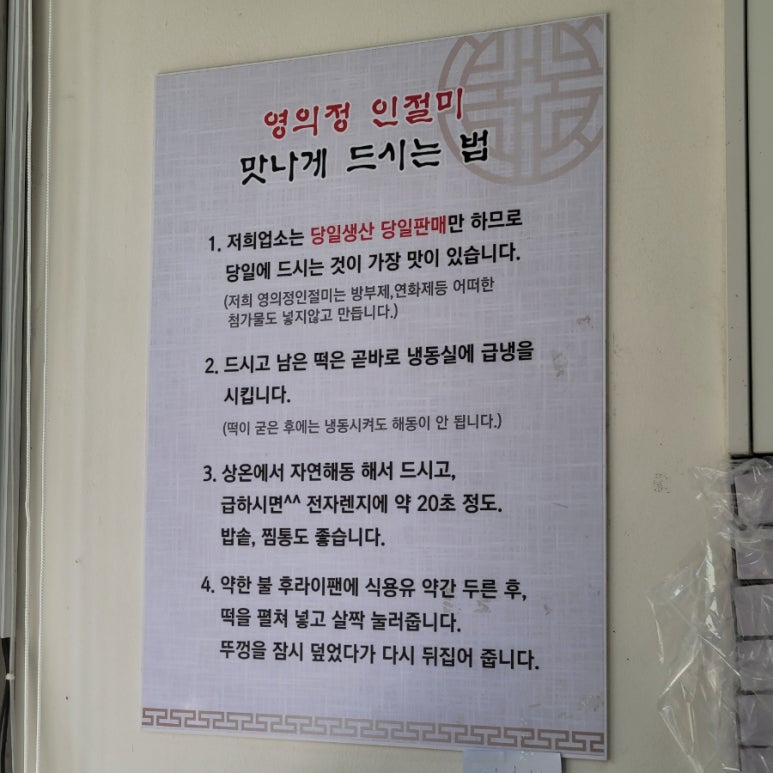 영의정 인절미
맛나게 드시는 법
1. 저희업소는 당일생산 당일판매만 하므로
당일에 드시는 것이 가장 맛이 있습니다.
(저희 영의정인절미는 방부제,연화제등 어떠한
첨가물도 넣지않고 만듭니다.)
2. 드시고 남은 떡은 곧바로 냉동실에 급냉을
시킵니다.
(떡이 굳은 후에는 냉동시켜도 해동이 안 됩니다.)
3. 상온에서 자연해동 해서 드시고,
급하시면^^ 전자렌지에 약 20초 정도.
밥솥, 찜통도 좋습니다.
4. 약한 불 후라이팬에 식용유 약간 두른 후,
떡을 펼쳐 넣고 살짝 눌러줍니다.
뚜껑을 잠시 덮었다가 다시 뒤집어 줍니다.